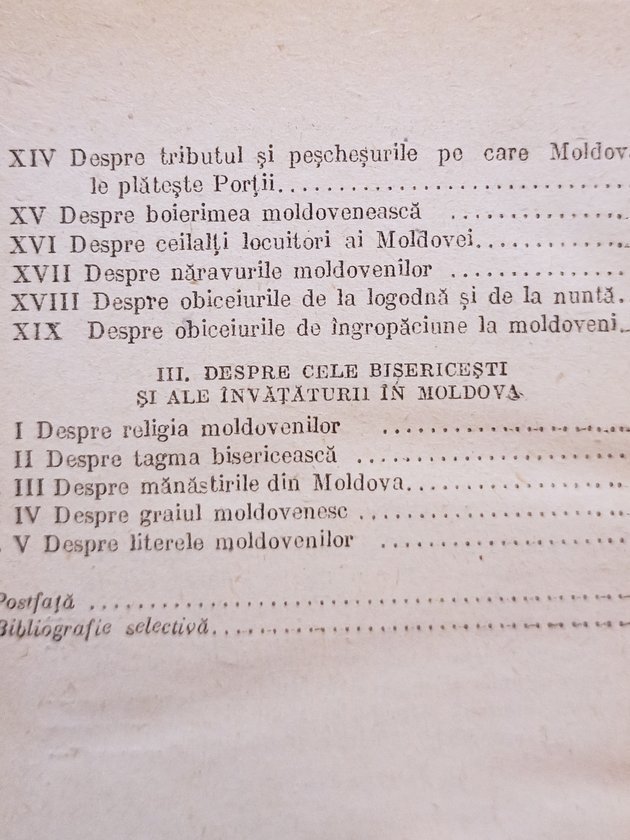 XIV Despre tributul și peșcheșurile pe care Moldov
le plătește Porții...............................
XV Despre boierimea moldovenească ................
XVI Despre ceilalți locuitori ai Moldovei................
XVII Despre năravurile moldovenilor ................
XVIII Despre obiceiurile de la logodnă și de la nuntă.
XIX Despre obiceiurile de îngropăciune la moldoveni..
III. DESPRE CELE BISERICEȘTI
ȘI ALE ÎNVĂȚĂTURII ÎN MOLDOVA
I Despre religia moldovenilor ......................
II Despre tagma bisericească ........................
III Despre mănăstirile din Moldova....................
IV Despre graiul moldovenesc ........................
V Despre literele moldovenilor ......................
Postfață ................................................
Bibliografie selectivă....................................